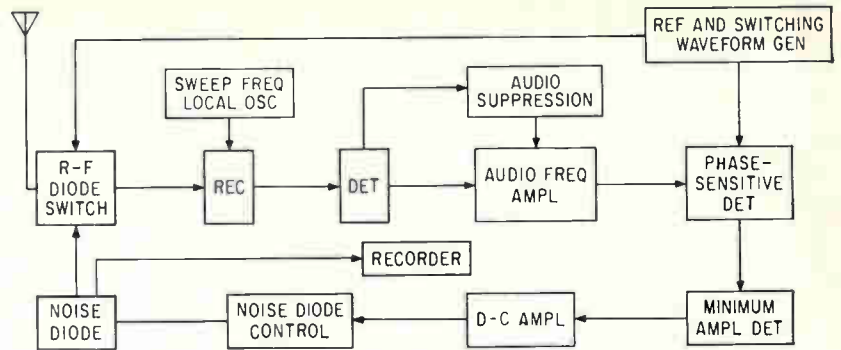 REF AND SWITCHING
WAVEFORM GEN
SWEEP FREQ
LOCAL OSC
AUDIO
SUPPRESSION
R-F
DIODE
SWITCH
REC
DET
AUDIO FREQ
AMPL
PHASE-
SENSITIVE
DET
RECORDER
NOISE
DIODE
NOISE DIODE
CONTROL
D-C AMPL
MINIMUM
AMPL DET